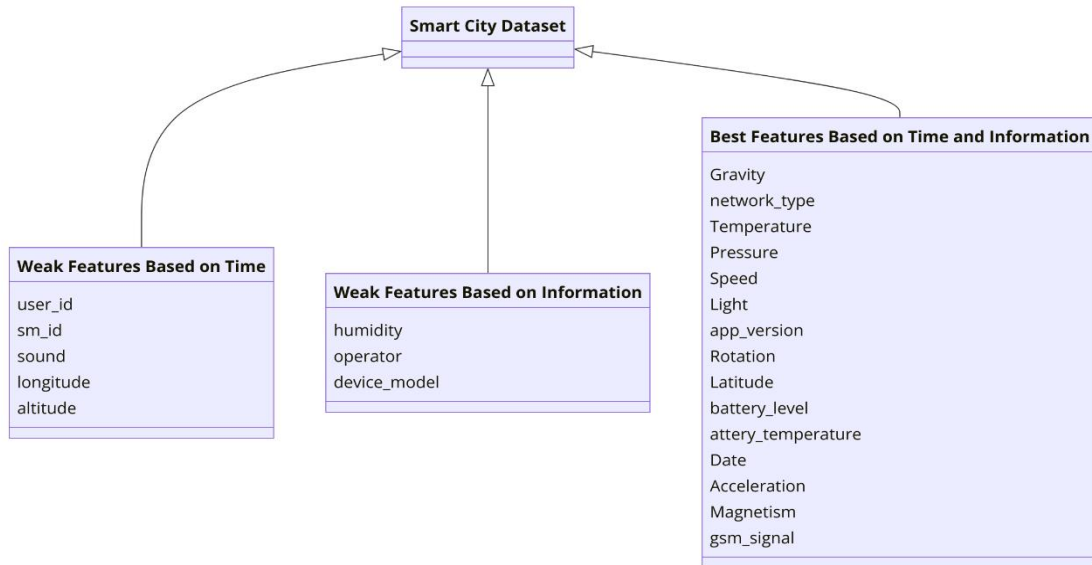 Smart City Dataset
Weak Features Based on Time
user_id
sm_id
sound
longitude
altitude
Weak Features Based on Information
humidity
operator
device_model
Best Features Based on Time and Information
Gravity
network_type
Temperature
Pressure
Speed
Light
app_version
Rotation
Latitude
battery_level
attery_temperature
Date
Acceleration
Magnetism
gsm_signal